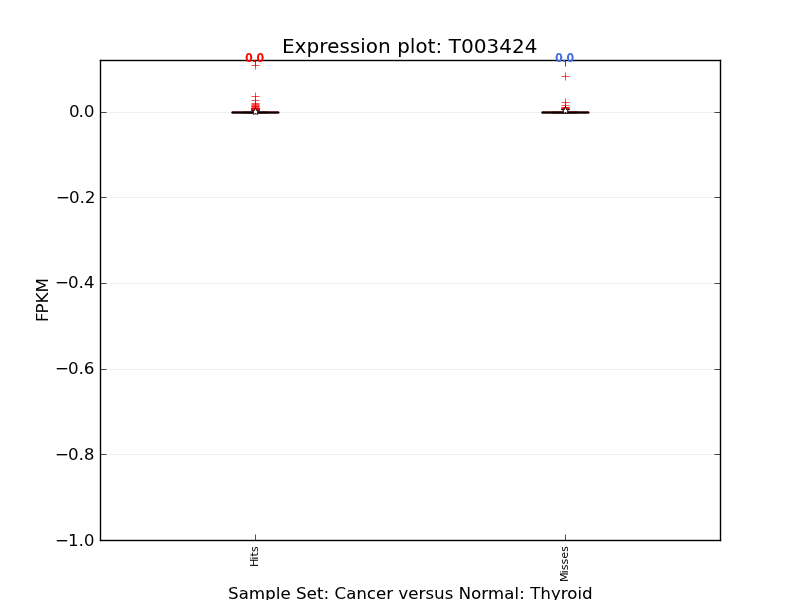 Expression plot: T003424
0.0 0.0
0.0
−0.2
−0.4
−0.6
−0.8
−1.0
FPKM
Hits Misses
Sample Set: Cancer versus Normal: Thyroid